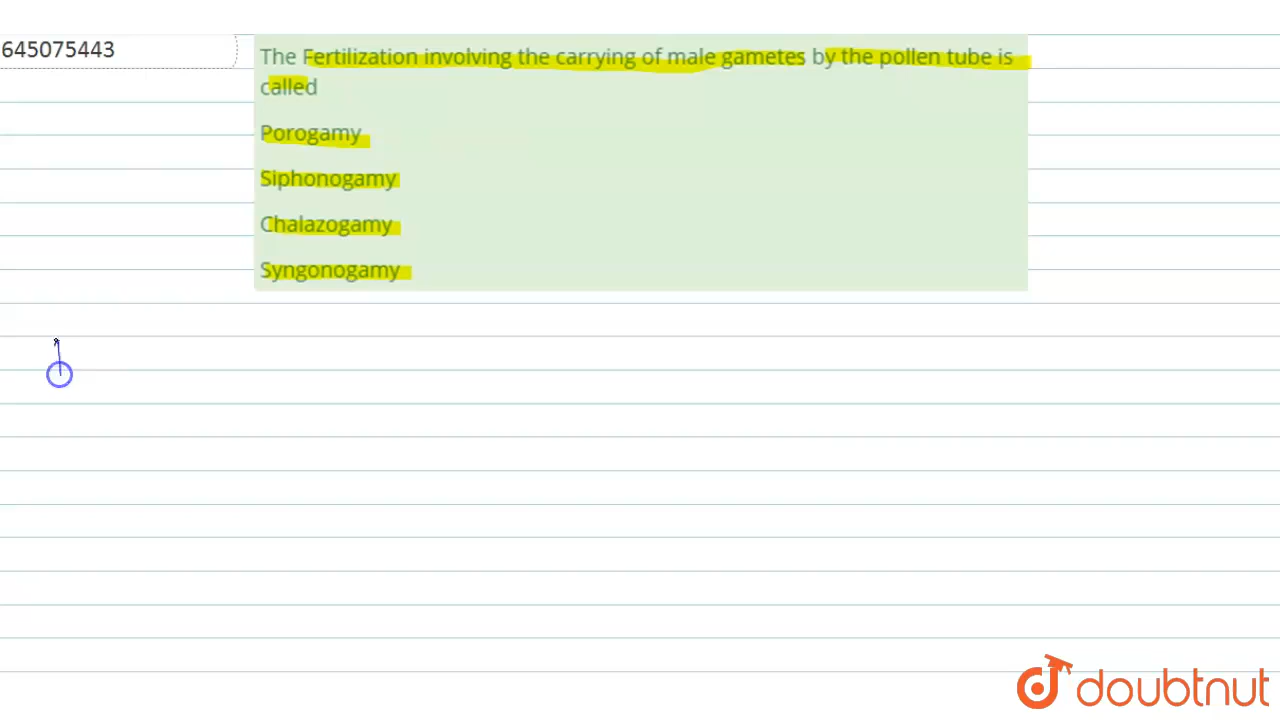 645075443
The Fertilization involving the carrying of male gametes by the pollen tube is
called
Porogamy
Siphonogamy
Chalazogamy
Syngonogamy
doubtnut